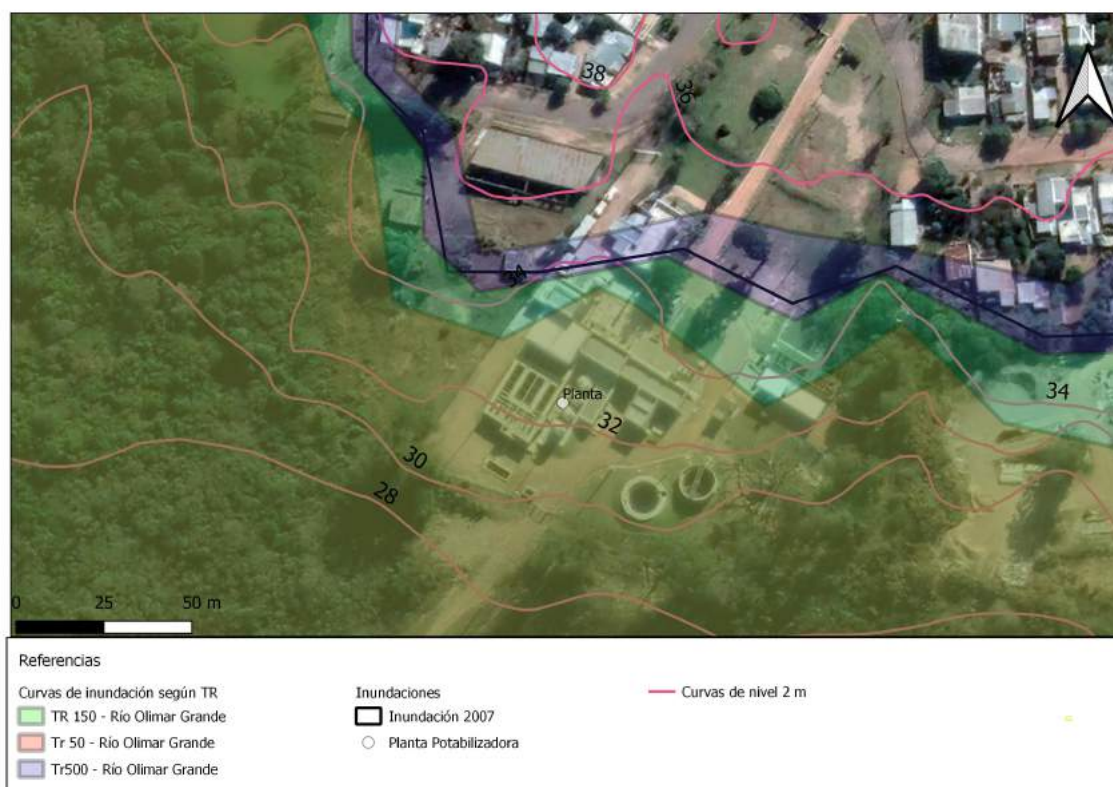 N
38
36
34
Planta
32
34
30
28
0 25 50 m
Referencias
Curvas de inundación según TR
TR 150 - Río Olimar Grande
Tr 50 - Río Olimar Grande
Tr500 - Río Olimar Grande
Inundaciones
Inundación 2007
Planta Potabilizadora
Curvas de nivel 2 m